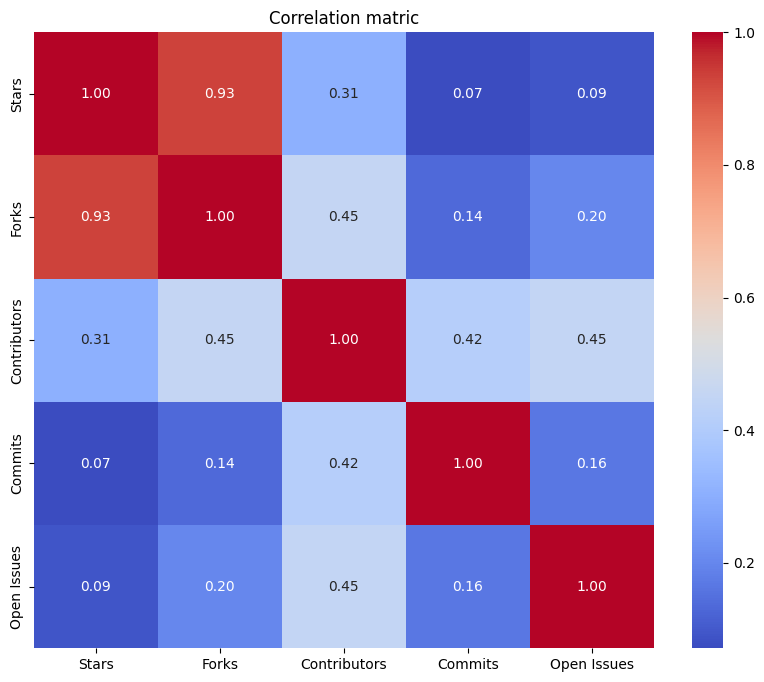 Correlation matric
Stars 1.00 0.93 0.31 0.07 0.09
Forks 0.93 1.00 0.45 0.14 0.20
Contributors 0.31 0.45 1.00 0.42 0.45
Commits 0.07 0.14 0.42 1.00 0.16
Open Issues 0.09 0.20 0.45 0.16 1.00
Stars Forks Contributors Commits Open Issues
1.0
0.8
0.6
0.4
0.2